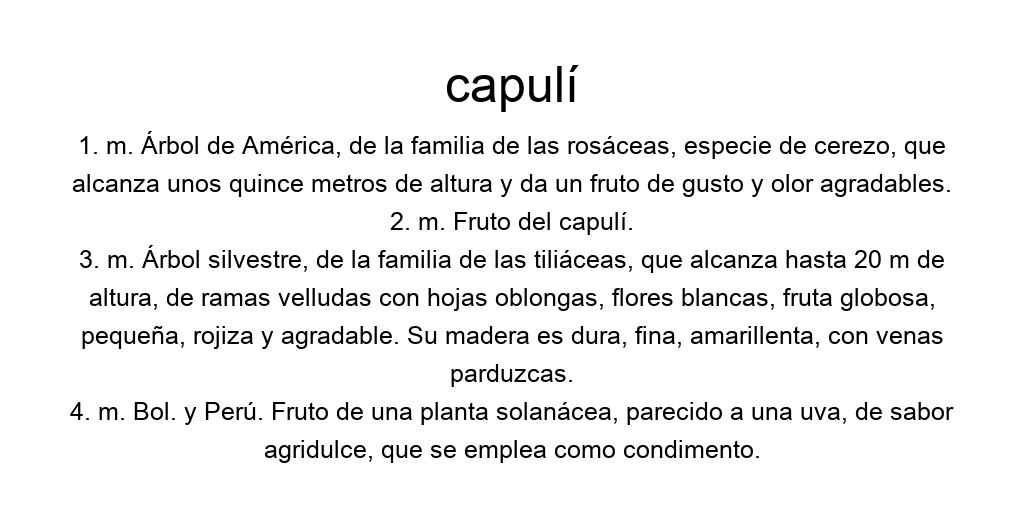 capulí
1. m. Árbol de América, de la familia de las rosáceas, especie de cerezo, que
alcanza unos quince metros de altura y da un fruto de gusto y olor agradables.
2. m. Fruto del capulí.
3. m. Árbol silvestre, de la familia de las tiliáceas, que alcanza hasta 20 m de
altura, de ramas velludas con hojas oblongas, flores blancas, fruta globosa,
pequeña, rojiza y agradable. Su madera es dura, fina, amarillenta, con venas
parduzcas.
4. m. Bol. y Perú. Fruto de una planta solanácea, parecido a una uva, de sabor
agridulce, que se emplea como condimento.